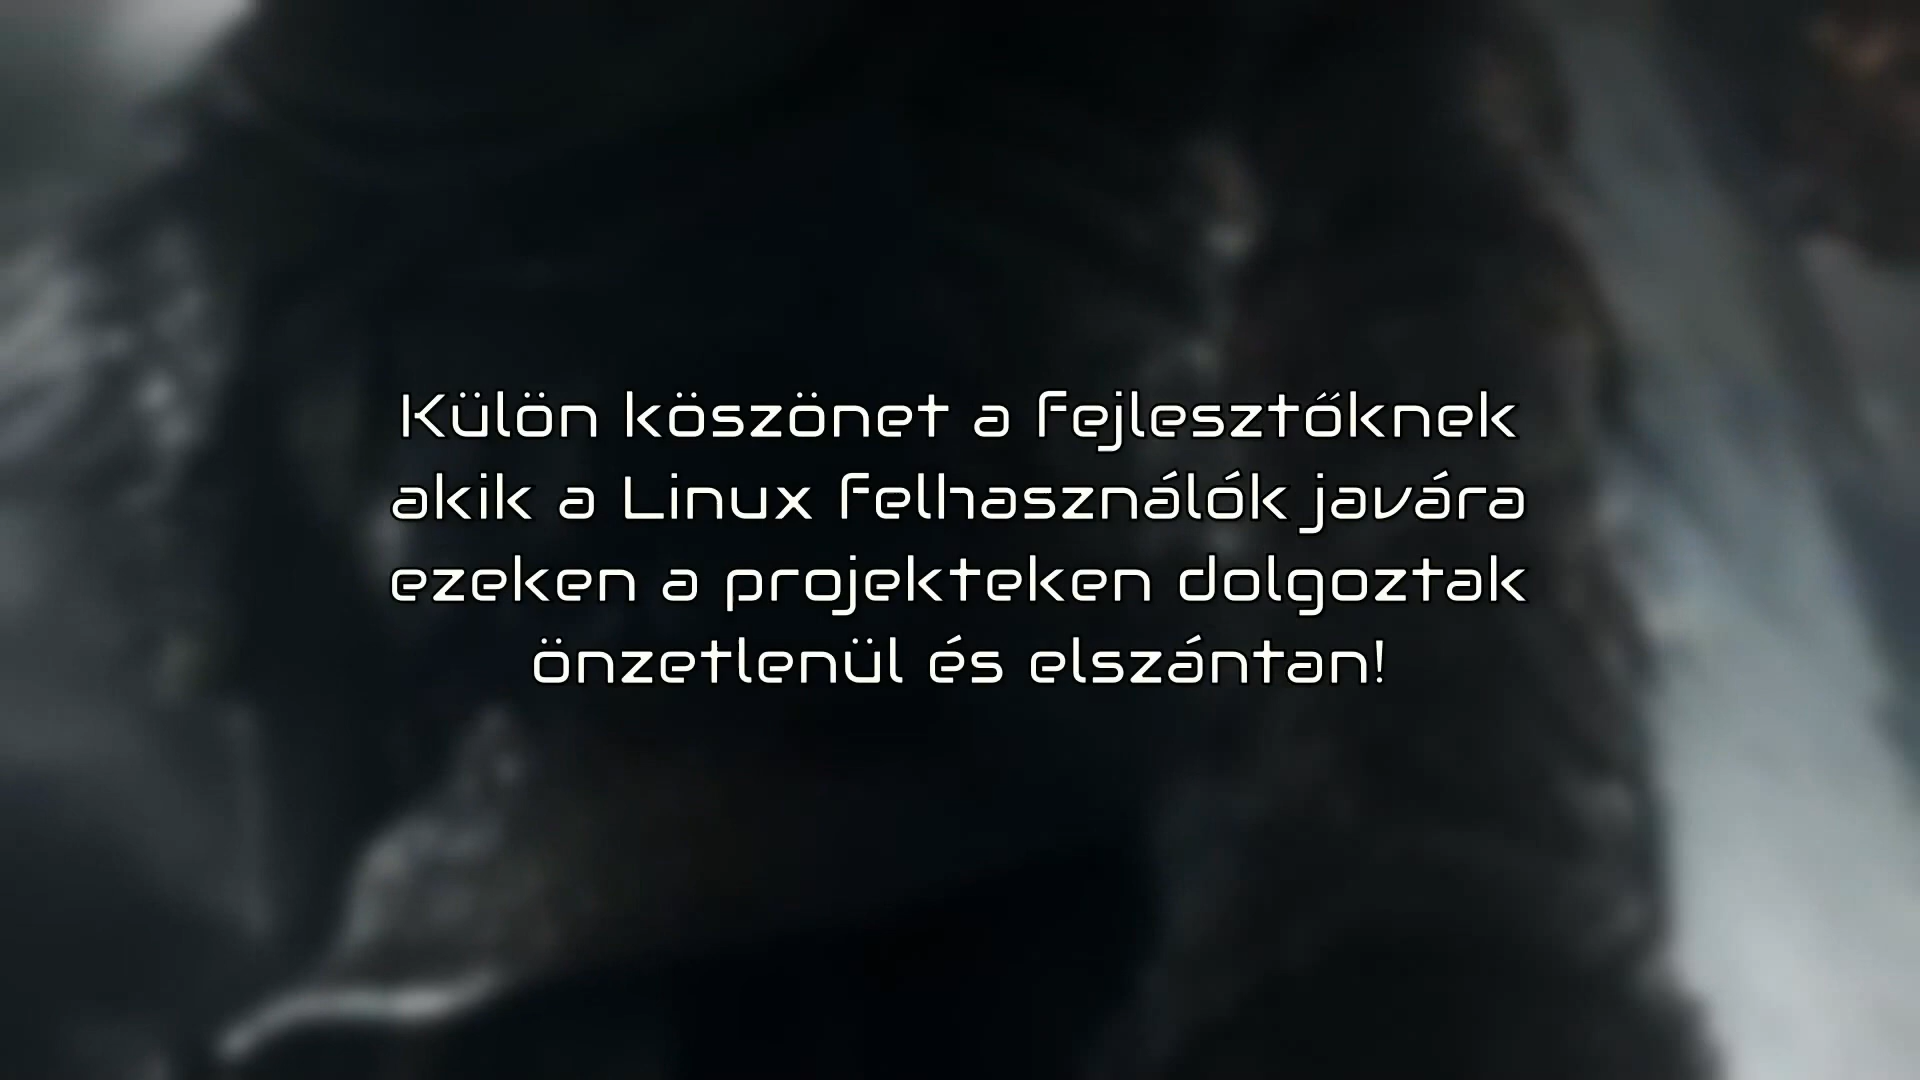 Külön köszönet a fejlesztőknek
akik a Linux felhasználók javára
ezeken a projekteken dolgoztak
önzetlenül és elszántan!